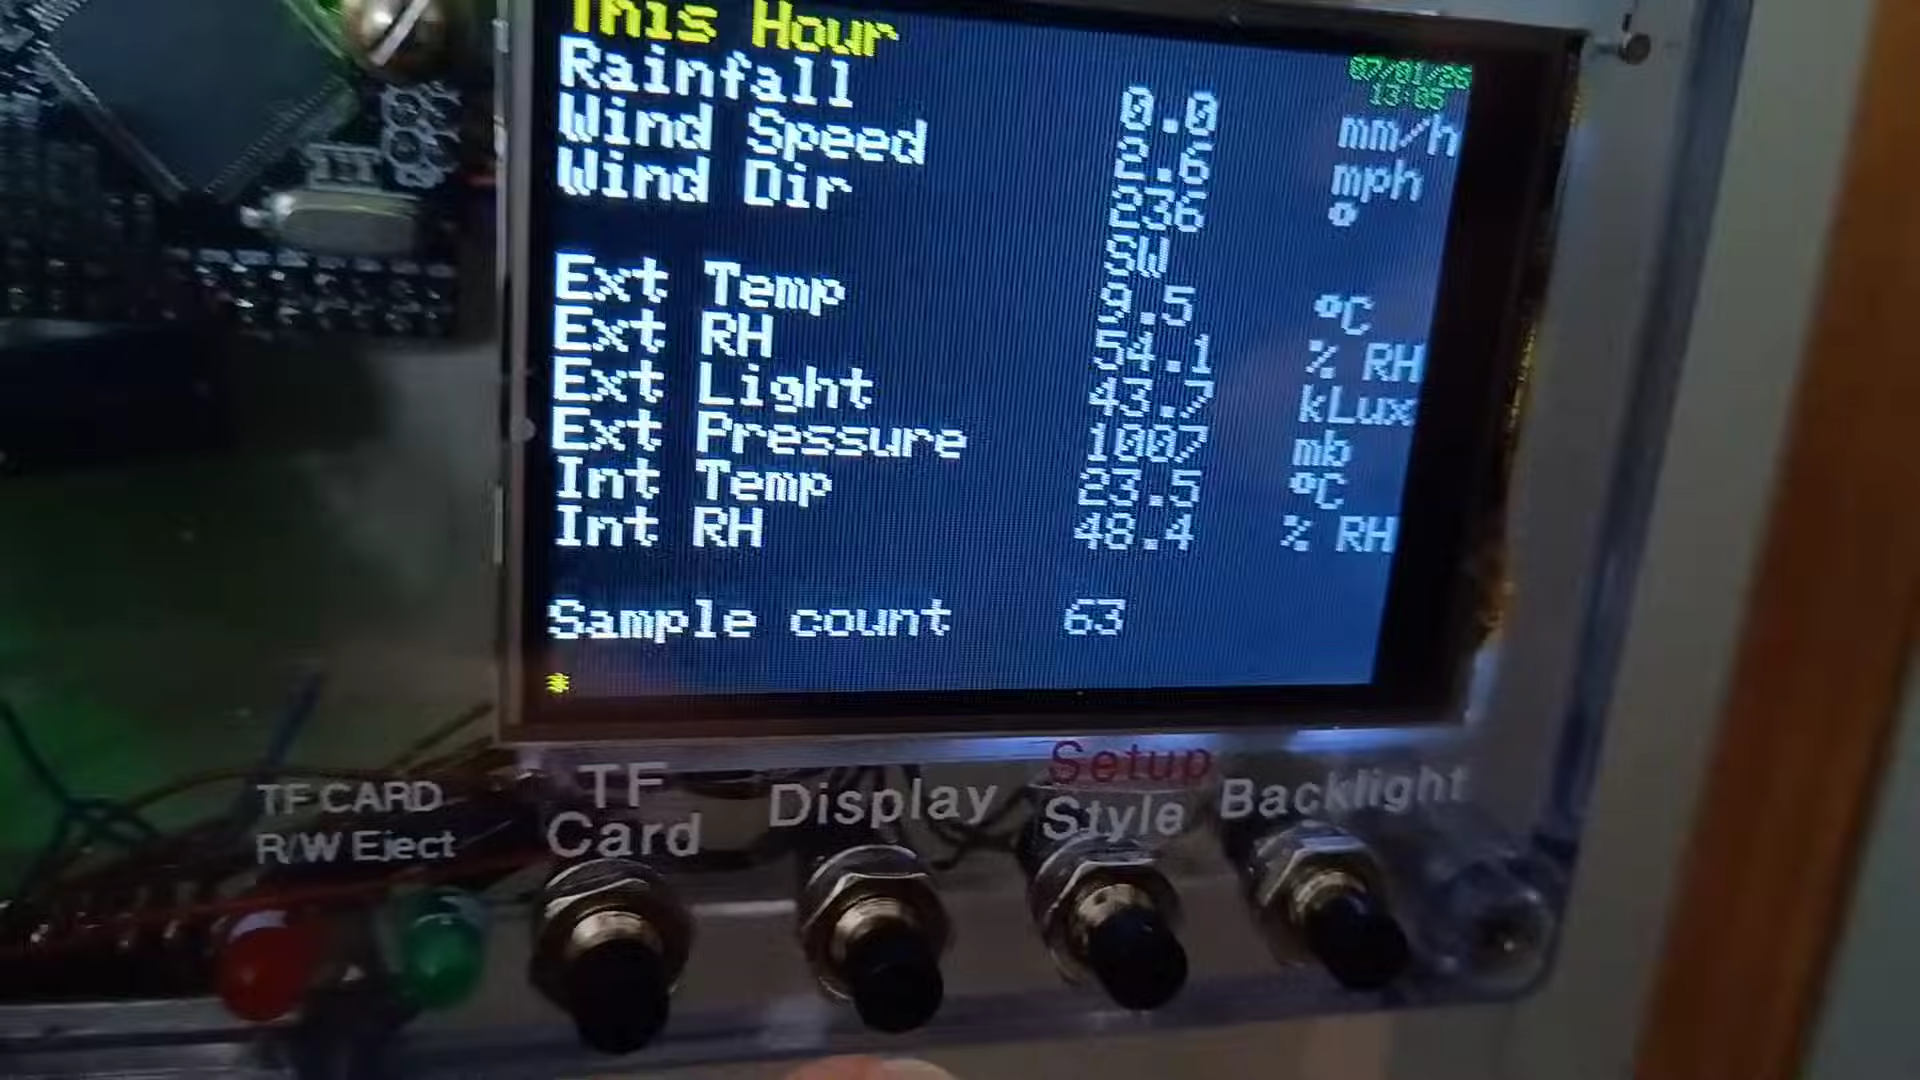 This Hour
07/01/26
13:05
Rainfall 0.0 mm/h
Wind Speed 2.6 mph
Wind Dir 236 °
SW
Ext Temp 9.5 °C
Ext RH 54.1 % RH
Ext Light 43.7 kLux
Ext Pressure 1007 mb
Int Temp 23.5 °C
Int RH 48.4 % RH
Sample count 63
*
TF CARD
R/W Eject
TF
Card
Display
Setup
Style
Backlight